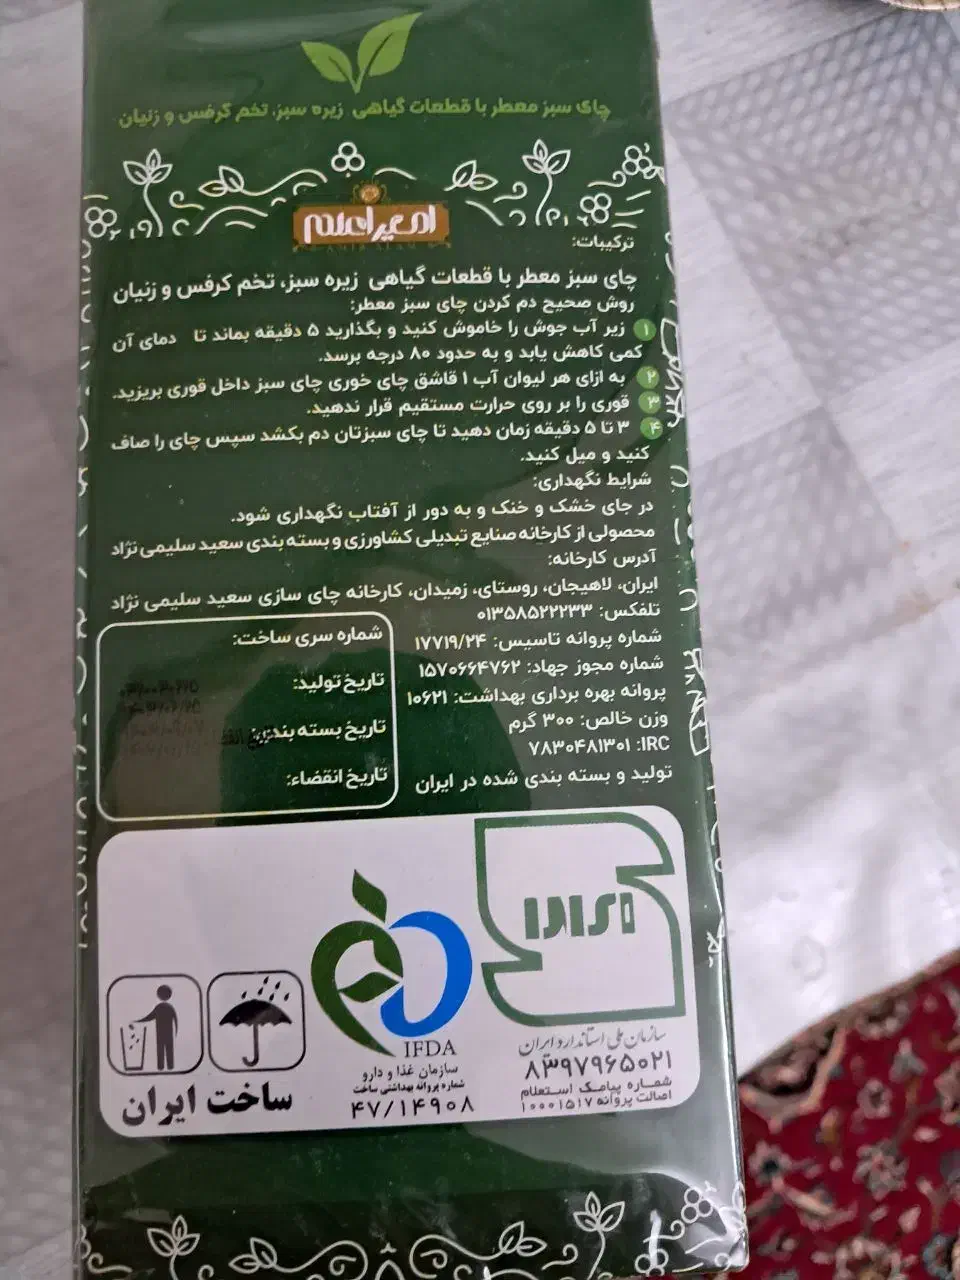 چای سبز معطر با قطعات گیاهی زیره سبز، تخم کرفس و زنیان
امیراعلم
ترکیبات:
چای سبز معطر با قطعات گیاهی زیره سبز، تخم کرفس و زنیان
روش صحیح دم کردن چای سبز معطر:
۱ زیر آب جوش را خاموش کنید و بگذارید ۵ دقیقه بماند تا دمای آن
کمی کاهش یابد و به حدود ۸۰ درجه برسد.
۲ به ازای هر لیوان آب ۱ قاشق چای خوری چای سبز داخل قوری بریزید.
۳ قوری را بر روی حرارت مستقیم قرار ندهید.
۴ ۳ تا ۵ دقیقه زمان دهید تا چای سبزتان دم بکشد سپس چای را صاف
کنید و میل کنید.
شرایط نگهداری:
در جای خشک و خنک و به دور از آفتاب نگهداری شود.
محصولی از کارخانه صنایع تبدیلی کشاورزی و بسته بندی سعید سلیمی نژاد
آدرس کارخانه:
ایران، لاهیجان، روستای، زمیدان، کارخانه چای سازی سعید سلیمی نژاد
تلفکس: ۰۱۳۵۸۵۲۲۲۳۳
شماره پروانه تاسیس: ۱۷۷۱۹/۲۴
شماره مجوز جهاد: ۱۵۷۰۶۶۴۷۶۲
پروانه بهره برداری بهداشت: ۱۰۶۲۱
وزن خالص: ۳۰۰ گرم
IRC: ۷۸۳۰۴۸۱۳۰۱
تولید و بسته بندی شده در ایران
شماره سری ساخت:
تاریخ تولید:
تاریخ بسته بندی:
تاریخ انقضاء:
سازمان ملی استاندارد ایران
۸۳۹۷۹۶۵۰۲۱
شماره پیامک استعلام
اصالت پروانه ۱۰۰۰۱۵۱۷
IFDA
سازمان غذا و دارو
شماره پروانه بهداشتی ساخت
۴۷/۱۴۹۰۸
ساخت ایران